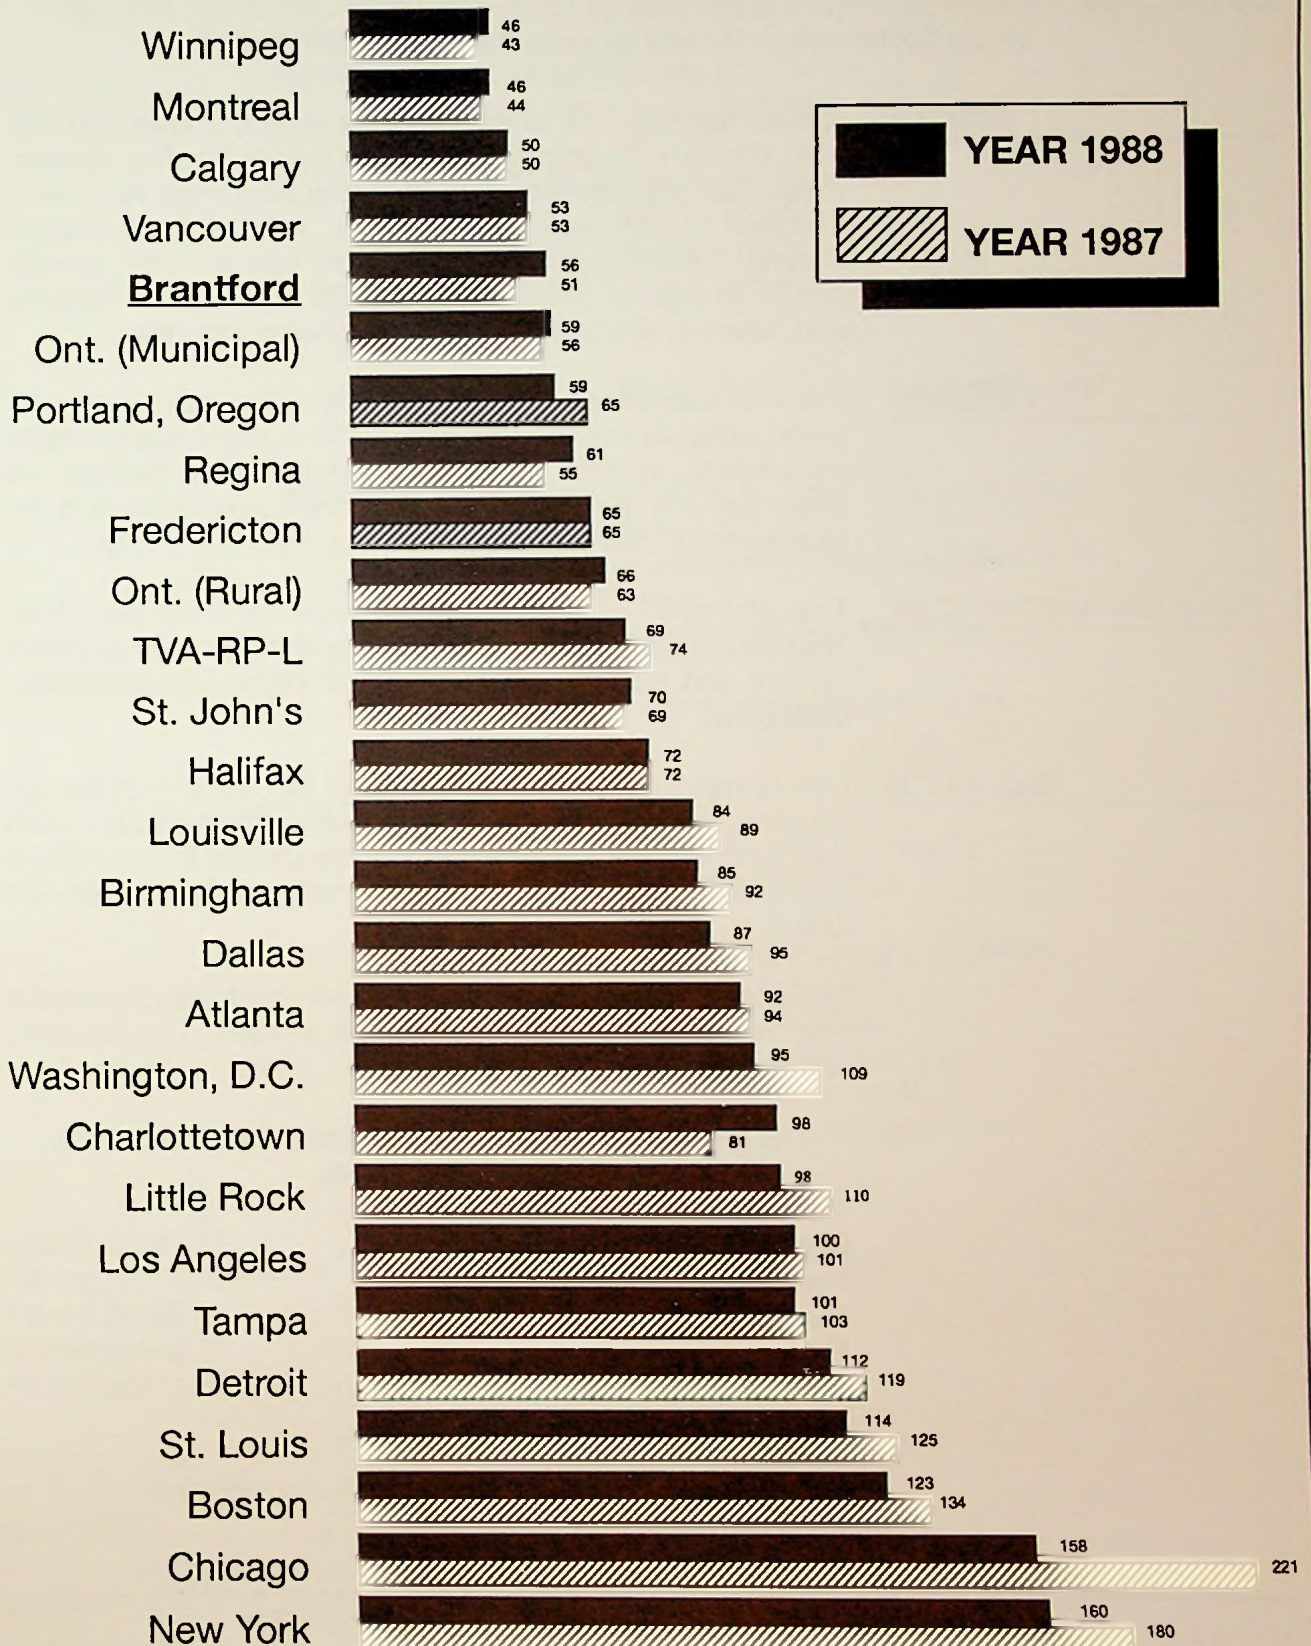 46
Winnipeg
43
46
Montreal
44
50
Calgary
50
53
Vancouver
53
56
Brantford
51
59
Ont. (Municipal)
56
59
Portland, Oregon
65
61
Regina
55
65
Fredericton
65
66
Ont. (Rural)
63
69
TVA-RP-L
74
70
St. John's
69
72
Halifax
72
84
Louisville
89
85
Birmingham
92
87
Dallas
95
92
Atlanta
94
95
Washington, D.C.
109
98
Charlottetown
81
98
Little Rock
110
100
Los Angeles
101
101
Tampa
103
112
Detroit
119
114
St. Louis
125
123
Boston
134
158
Chicago
221
160
New York
180
YEAR 1988
YEAR 1987